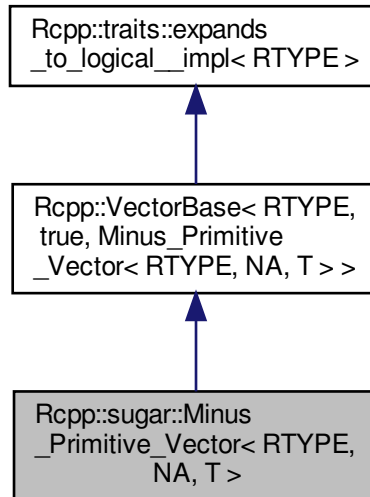 Rcpp::traits::expands
_to_logical__impl< RTYPE >
Rcpp::VectorBase< RTYPE,
true, Minus_Primitive
_Vector< RTYPE, NA, T > >
Rcpp::sugar::Minus
_Primitive_Vector< RTYPE,
NA, T >